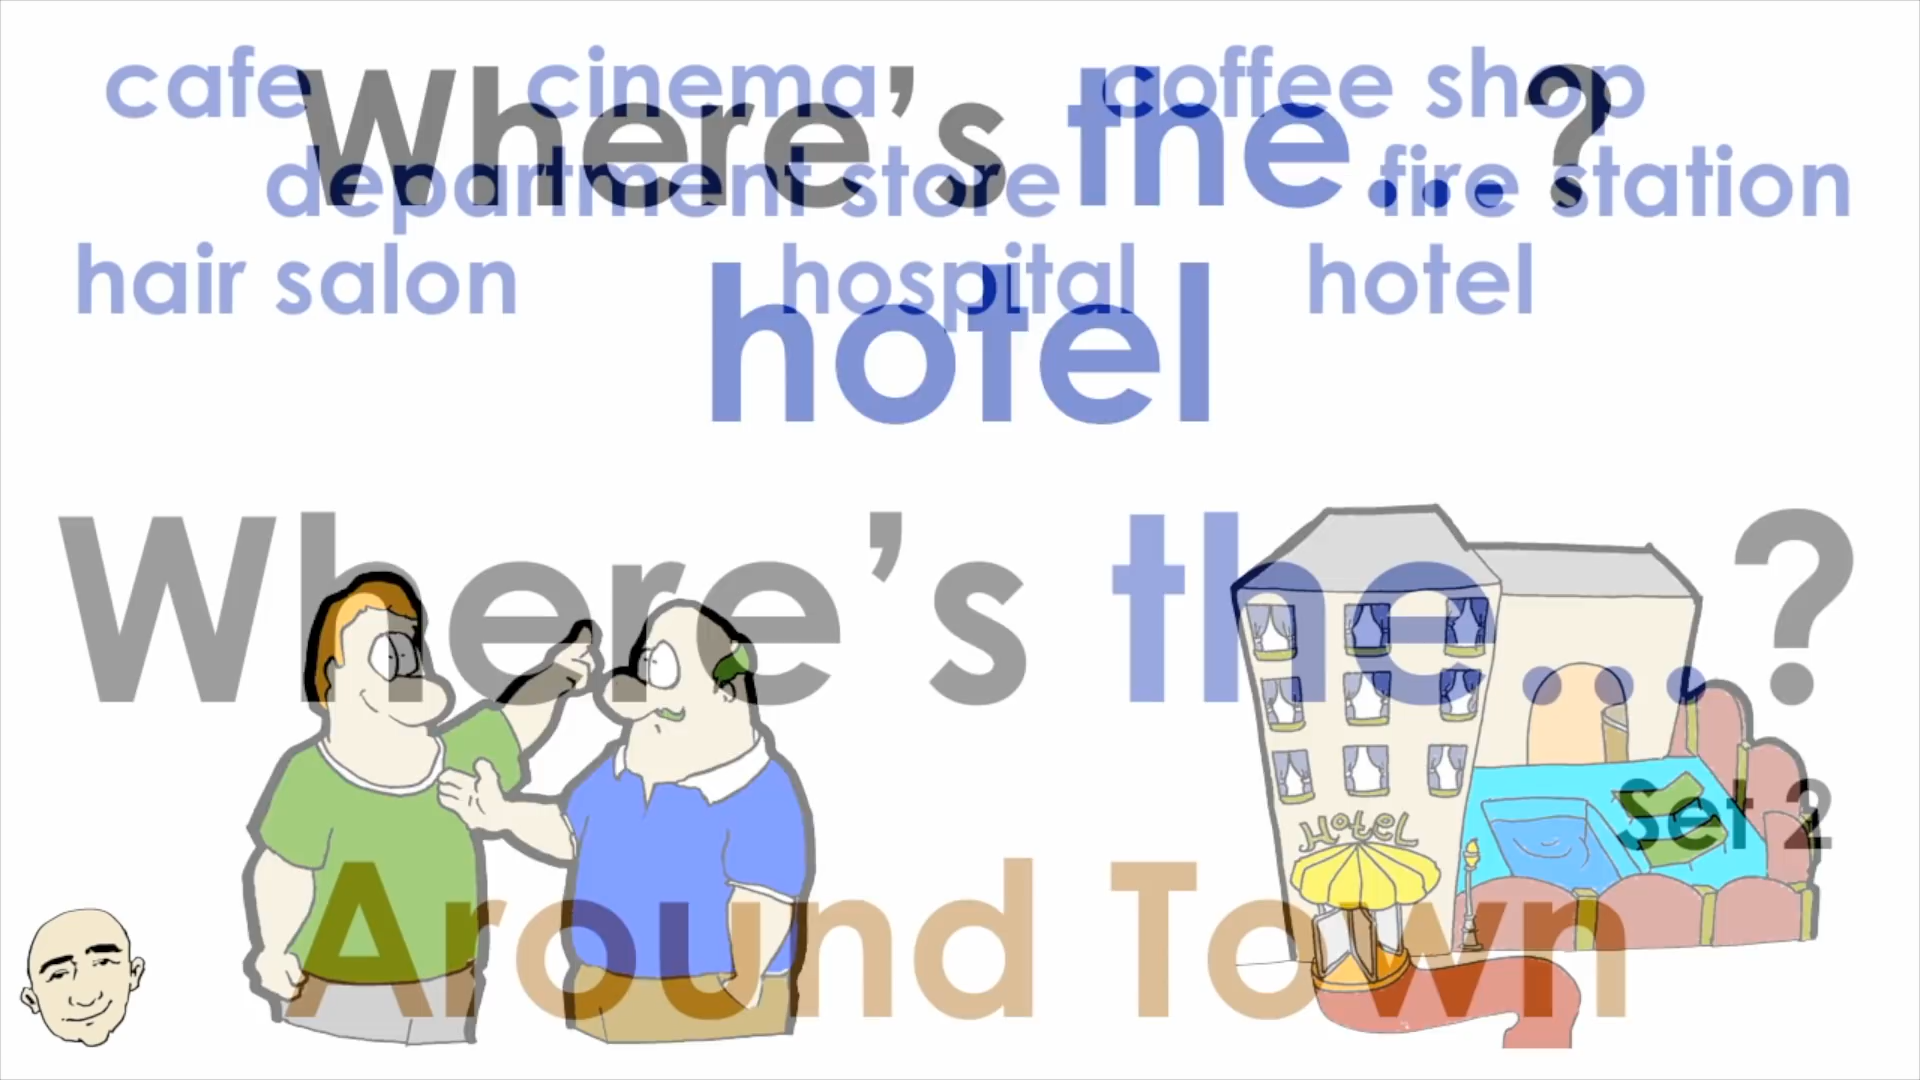 cafe cinema coffee shop
Where's the...?
department store fire station
hair salon hospital hotel
hotel
Where's the...?
Set 2
Hotel
Around Town